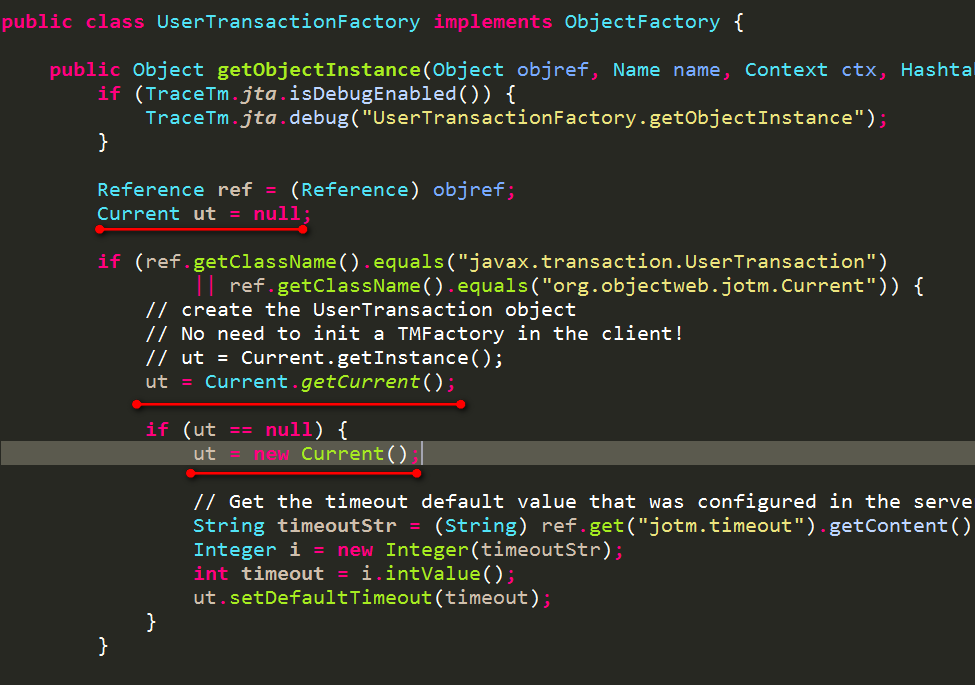 public class UserTransactionFactory implements ObjectFactory {
public Object getObjectInstance(Object objref, Name name, Context ctx,
if (TraceTm.jta.isDebugEnabled()) {
TraceTm.jta.debug("UserTransactionFactory.getObjectInstance");
}
Reference ref = (Reference) objref;
Current ut = null;
if (ref.getClassName().equals("javax.transaction.UserTransaction")
|| ref.getClassName().equals("org.objectweb.jotm.Current")) {
// create the UserTransaction object
// No need to init a TMFactory in the client!
// ut = Current.getInstance();
ut = Current.getCurrent();
if (ut == null) {
ut = new Current();
// Get the timeout default value that was configured in the serve
String timeoutStr = (String) ref.get("jotm.timeout").getContent()
Integer i = new Integer(timeoutStr);
int timeout = i.intValue();
ut.setDefaultTimeout(timeout);
}
}